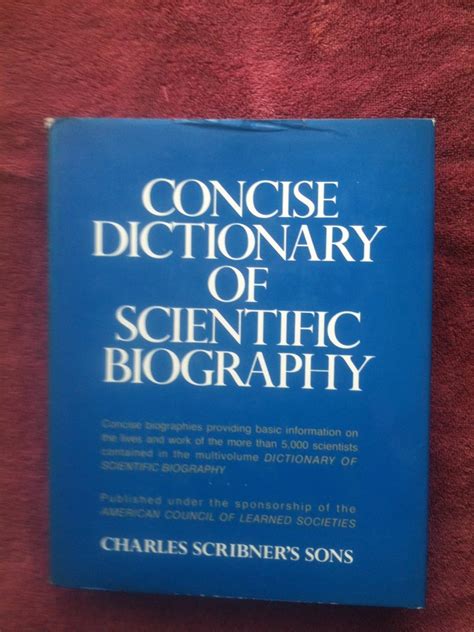 CONCISE
DICTIONARY
OF
SCIENTIFIC
BIOGRAPHY
Concise biographies providing basic information on
the lives and work of the more than 5,000 scientists
contained in the multivolume DICTIONARY OF
SCIENTIFIC BIOGRAPHY
Published under the sponsorship of the
AMERICAN COUNCIL OF LEARNED SOCIETIES
CHARLES SCRIBNER'S SONS